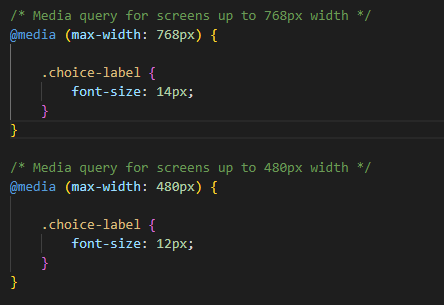 /* Media query for screens up to 768px width */
@media (max-width: 768px) {
.choice-label {
font-size: 14px;
}
}
/* Media query for screens up to 480px width */
@media (max-width: 480px) {
.choice-label {
font-size: 12px;
}
}